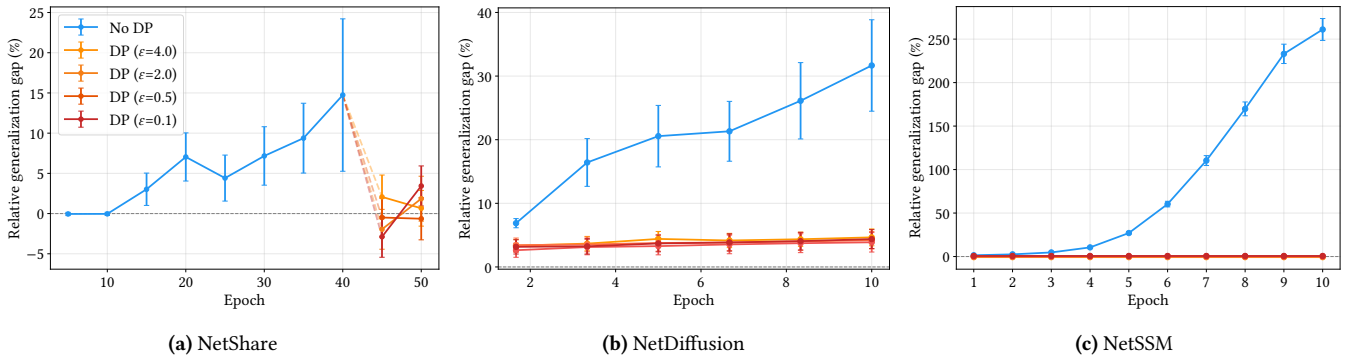 Relative generalization gap (%)
25
20
15
10
5
0
−5
10
20
30
40
50
Epoch
No DP
DP (ε=4.0)
DP (ε=2.0)
DP (ε=0.5)
DP (ε=0.1)
(a) NetShare
Relative generalization gap (%)
40
30
20
10
0
2
4
6
8
10
Epoch
(b) NetDiffusion
Relative generalization gap (%)
250
200
150
100
50
0
1
2
3
4
5
6
7
8
9
10
Epoch
(c) NetSSM